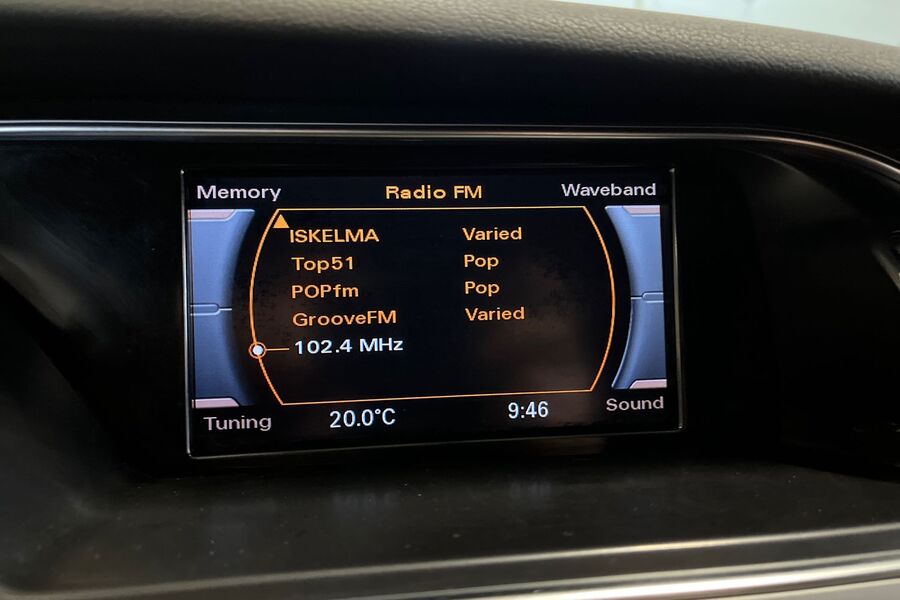 Memory Radio FM Waveband
ISKELMA Varied
Top51 Pop
POPfm Pop
GrooveFM Varied
102.4 MHz
Tuning 20.0°C 9:46 Sound